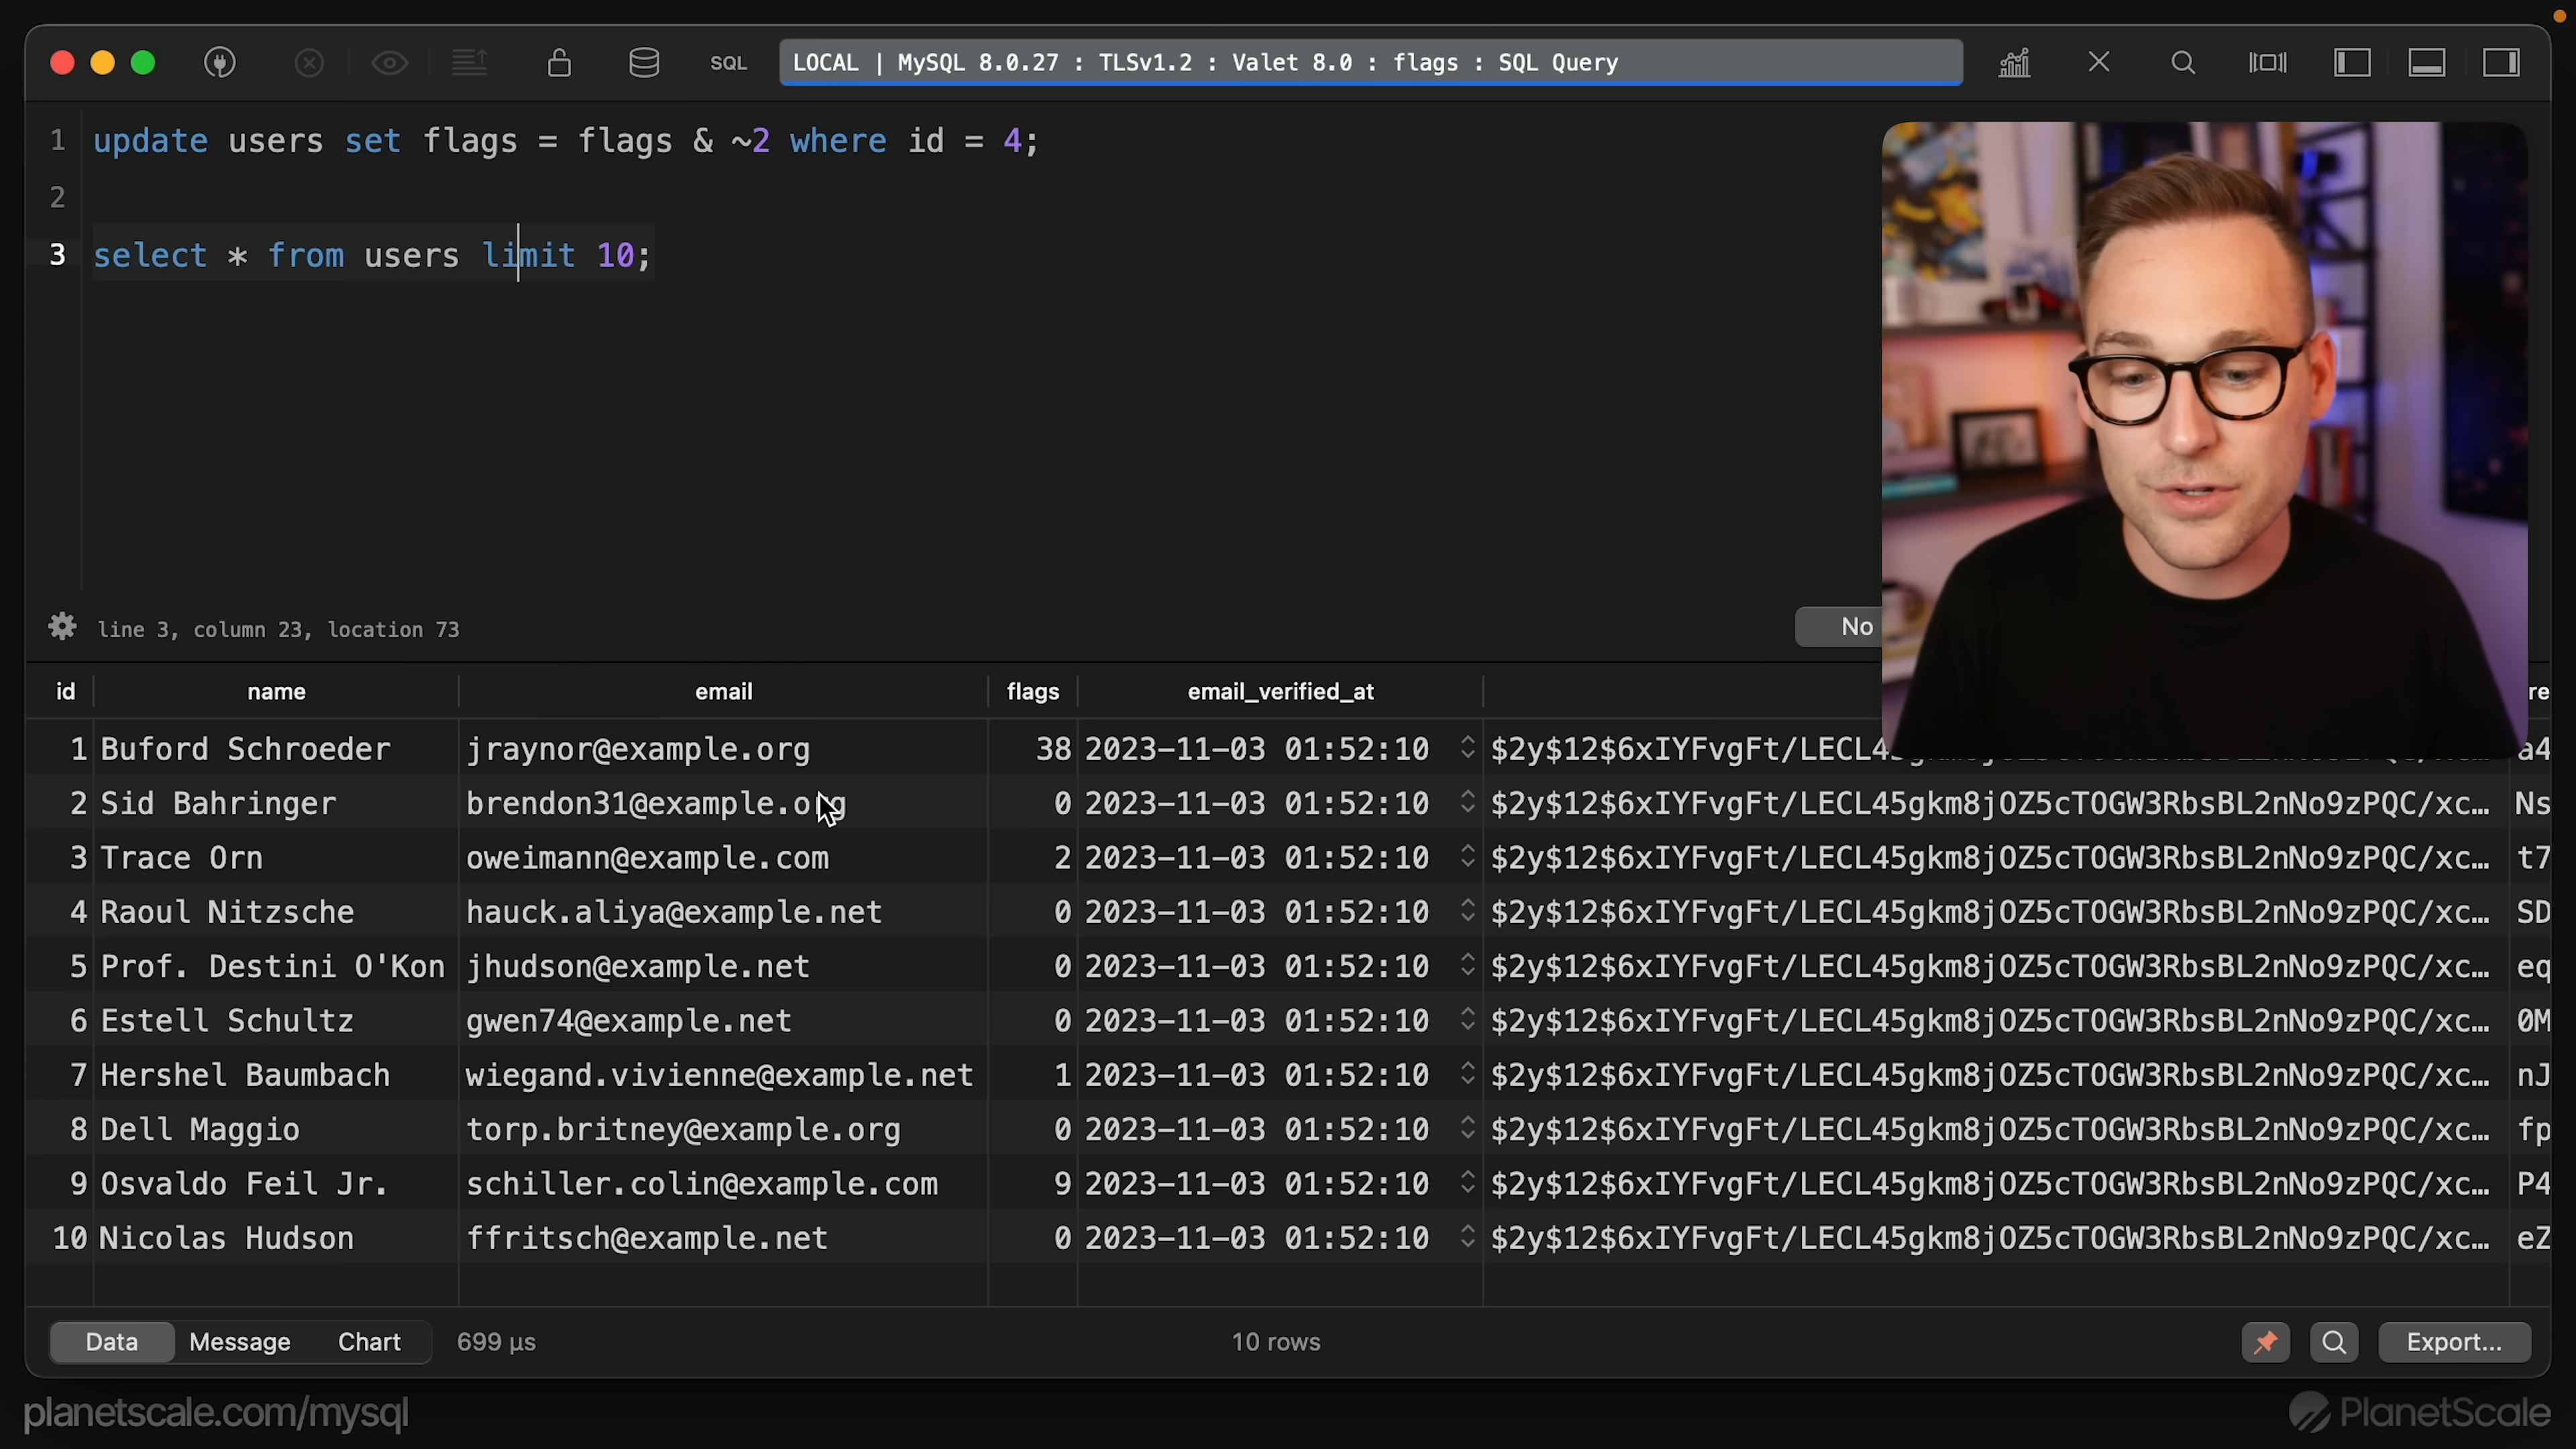 SQL
LOCAL | MySQL 8.0.27 : TLSv1.2 : Valet 8.0 : flags : SQL Query
1 update users set flags = flags & ~2 where id = 4;
2
3 select * from users limit 10;
line 3, column 23, location 73
No
id name email flags email_verified_at re
1 Buford Schroeder jraynor@example.org 38 2023-11-03 01:52:10 a4
2 Sid Bahringer brendon31@example.org 0 2023-11-03 01:52:10 $2y$12$6xIYFvgFt/LECL45gkm8jOZ5cTOGW3RbsBL2nNo9zPQC/xc… Ns
3 Trace Orn oweimann@example.com 2 2023-11-03 01:52:10 $2y$12$6xIYFvgFt/LECL45gkm8jOZ5cTOGW3RbsBL2nNo9zPQC/xc… t7
4 Raoul Nitzsche hauck.aliya@example.net 0 2023-11-03 01:52:10 $2y$12$6xIYFvgFt/LECL45gkm8jOZ5cTOGW3RbsBL2nNo9zPQC/xc… SD
5 Prof. Destini O'Kon jhudson@example.net 0 2023-11-03 01:52:10 $2y$12$6xIYFvgFt/LECL45gkm8jOZ5cTOGW3RbsBL2nNo9zPQC/xc… eq
6 Estell Schultz gwen74@example.net 0 2023-11-03 01:52:10 $2y$12$6xIYFvgFt/LECL45gkm8jOZ5cTOGW3RbsBL2nNo9zPQC/xc… 0M
7 Hershel Baumbach wiegand.vivienne@example.net 1 2023-11-03 01:52:10 $2y$12$6xIYFvgFt/LECL45gkm8jOZ5cTOGW3RbsBL2nNo9zPQC/xc… nJ
8 Dell Maggio torp.britney@example.org 0 2023-11-03 01:52:10 $2y$12$6xIYFvgFt/LECL45gkm8jOZ5cTOGW3RbsBL2nNo9zPQC/xc… fp
9 Osvaldo Feil Jr. schiller.colin@example.com 9 2023-11-03 01:52:10 $2y$12$6xIYFvgFt/LECL45gkm8jOZ5cTOGW3RbsBL2nNo9zPQC/xc… P4
10 Nicolas Hudson ffritsch@example.net 0 2023-11-03 01:52:10 $2y$12$6xIYFvgFt/LECL45gkm8jOZ5cTOGW3RbsBL2nNo9zPQC/xc… eZ
Data Message Chart 699 µs 10 rows Export...
planetscale.com/mysql PlanetScale